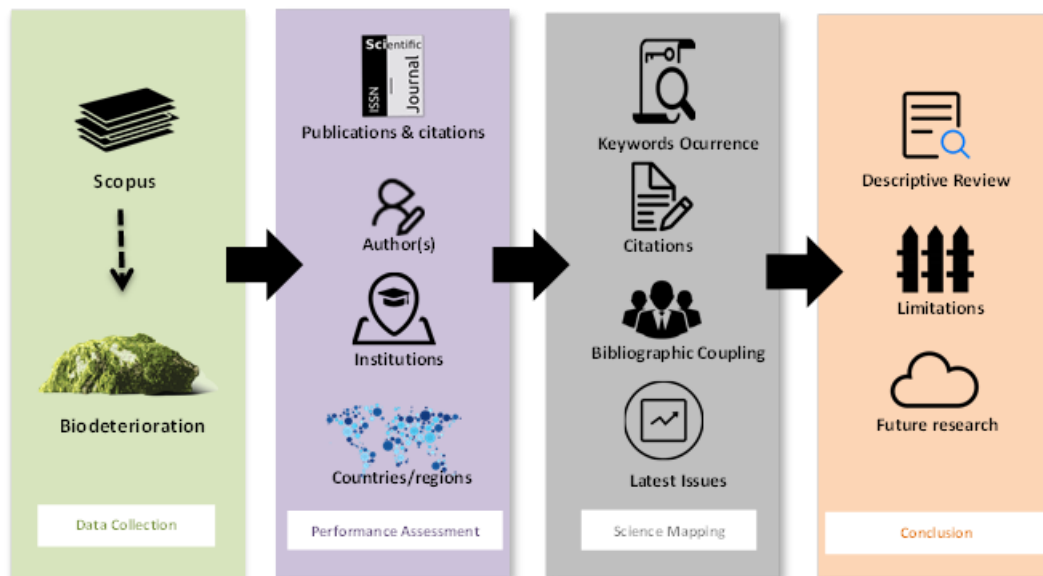 Scopus
Biodeterioration
Data Collection
Scientific
ISSN
Journal
Publications & citations
Author(s)
Institutions
Countries/regions
Performance Assessment
Keywords Ocurrence
Citations
Bibliographic Coupling
Latest Issues
Science Mapping
Descriptive Review
Limitations
Future research
Conclusion